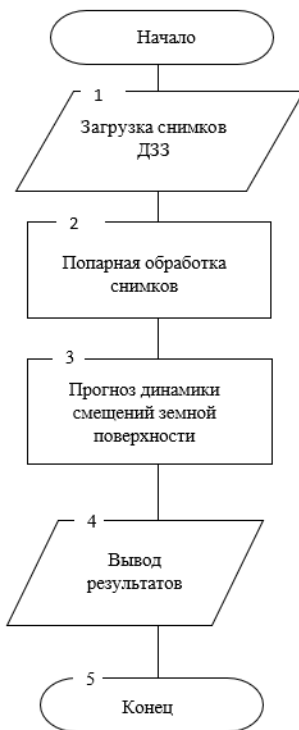 Начало
1
Загрузка снимков
ДЗЗ
2
Попарная обработка
снимков
3
Прогноз динамики
смещений земной
поверхности
4
Вывод
результатов
5
Конец